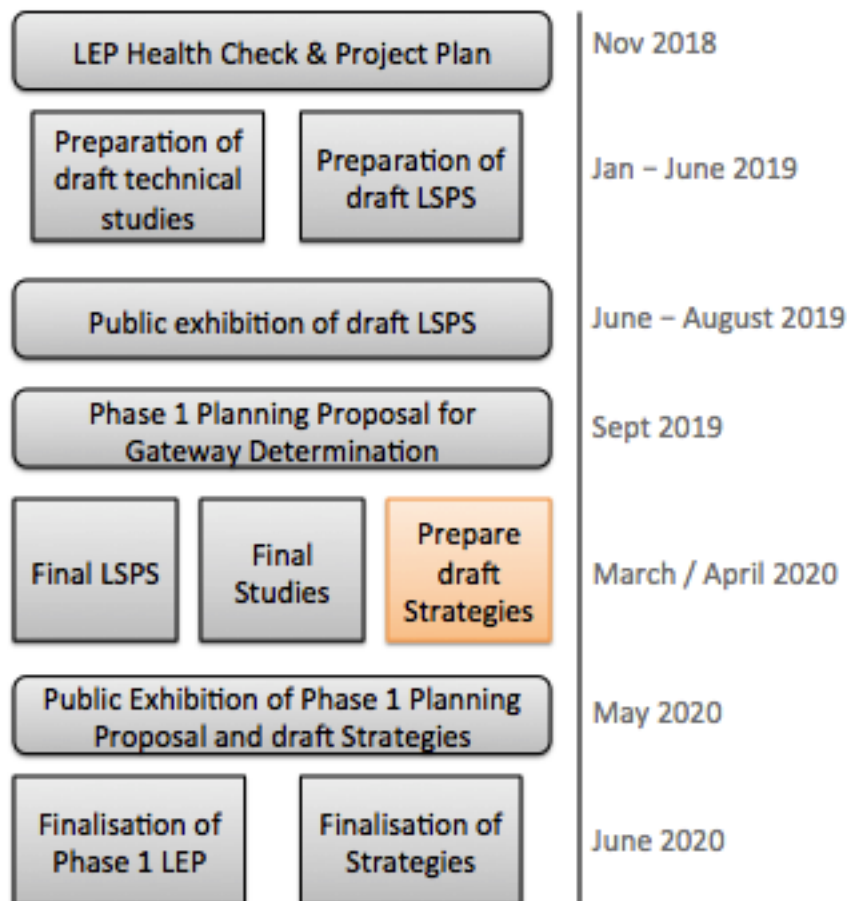 LEP Health Check & Project Plan
Nov 2018
Preparation of
draft technical
studies
Preparation of
draft LSPS
Jan – June 2019
Public exhibition of draft LSPS
June – August 2019
Phase 1 Planning Proposal for
Gateway Determination
Sept 2019
Final LSPS
Final
Studies
Prepare
draft
Strategies
March / April 2020
Public Exhibition of Phase 1 Planning
Proposal and draft Strategies
May 2020
Finalisation of
Phase 1 LEP
Finalisation of
Strategies
June 2020